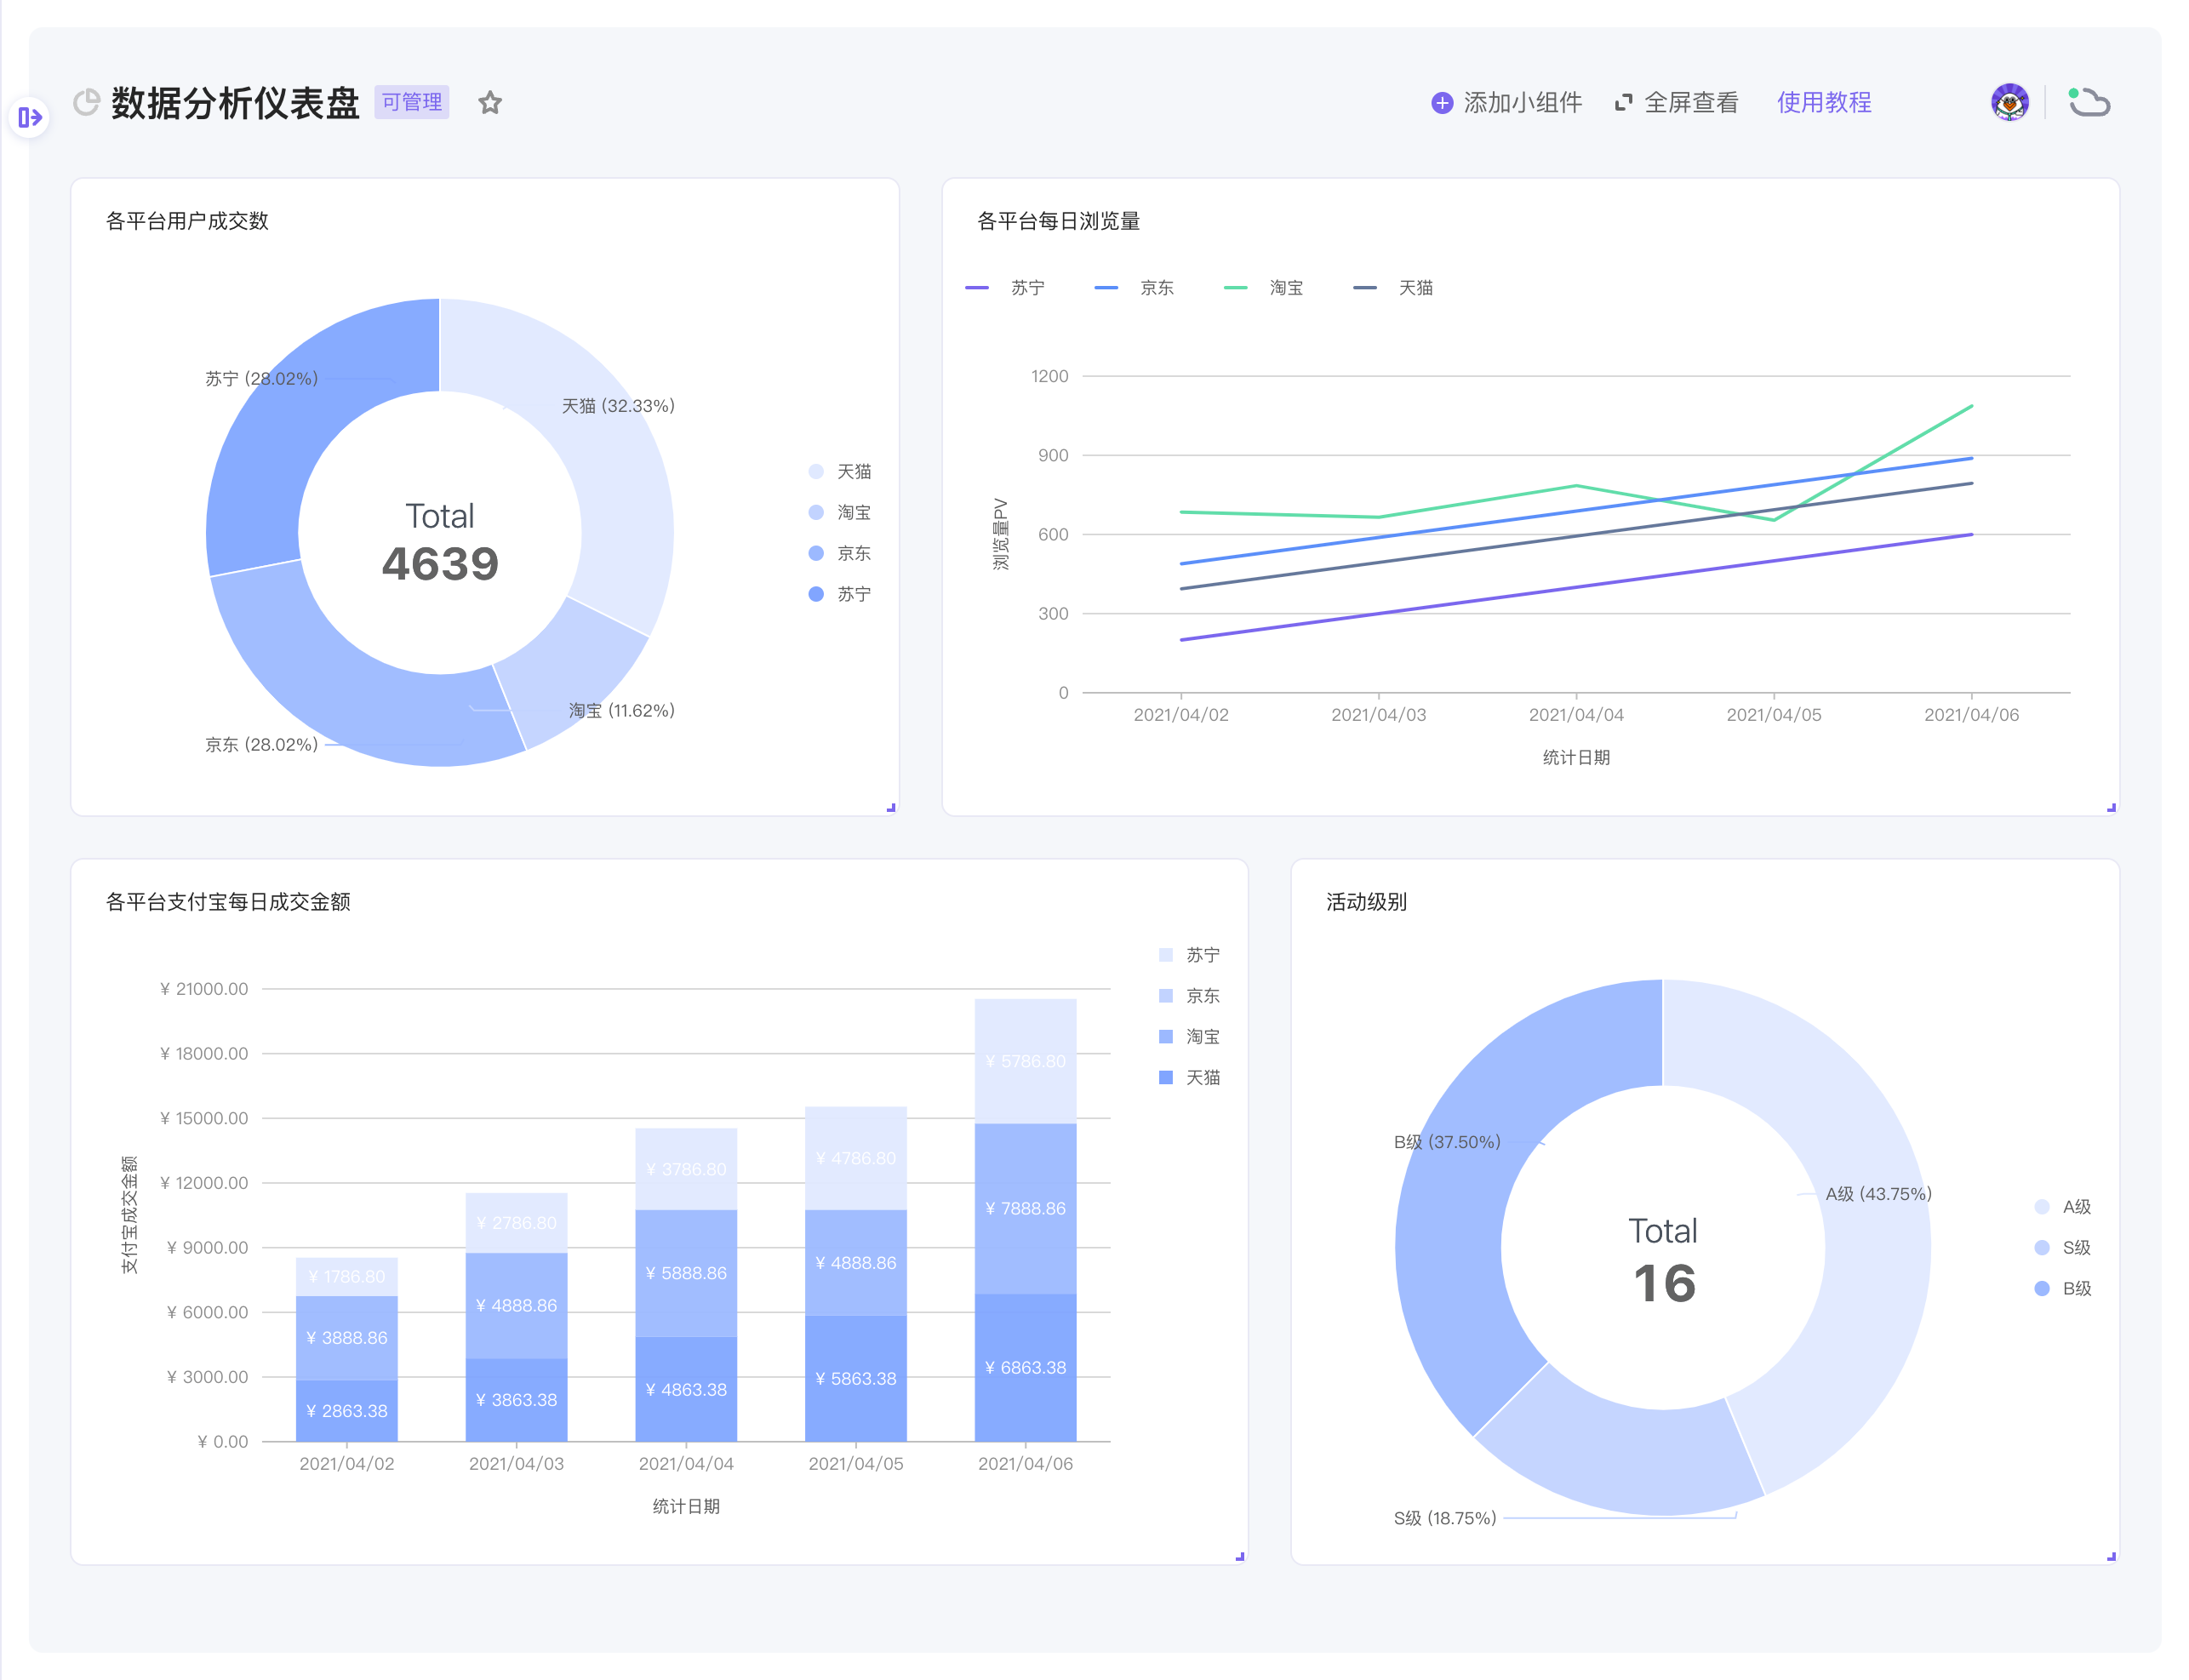 数据分析仪表盘 可管理
添加小组件 全屏查看 使用教程
各平台用户成交数
苏宁 (28.02%)
天猫 (32.33%)
Total
4639
淘宝 (11.62%)
京东 (28.02%)
天猫
淘宝
京东
苏宁
各平台每日浏览量
苏宁 京东 淘宝 天猫
1200
900
600
300
0
浏览量PV
2021/04/02 2021/04/03 2021/04/04 2021/04/05 2021/04/06
统计日期
各平台支付宝每日成交金额
苏宁
京东
淘宝
天猫
¥ 21000.00
¥ 18000.00
¥ 15000.00
¥ 12000.00
¥ 9000.00
¥ 6000.00
¥ 3000.00
¥ 0.00
支付宝成交金额
¥ 1786.80
¥ 3888.86
¥ 2863.38
¥ 2786.80
¥ 4888.86
¥ 3863.38
¥ 3786.80
¥ 5888.86
¥ 4863.38
¥ 4786.80
¥ 4888.86
¥ 5863.38
¥ 5786.80
¥ 7888.86
¥ 6863.38
2021/04/02 2021/04/03 2021/04/04 2021/04/05 2021/04/06
统计日期
活动级别
B级 (37.50%)
A级 (43.75%)
Total
16
S级 (18.75%)
A级
S级
B级